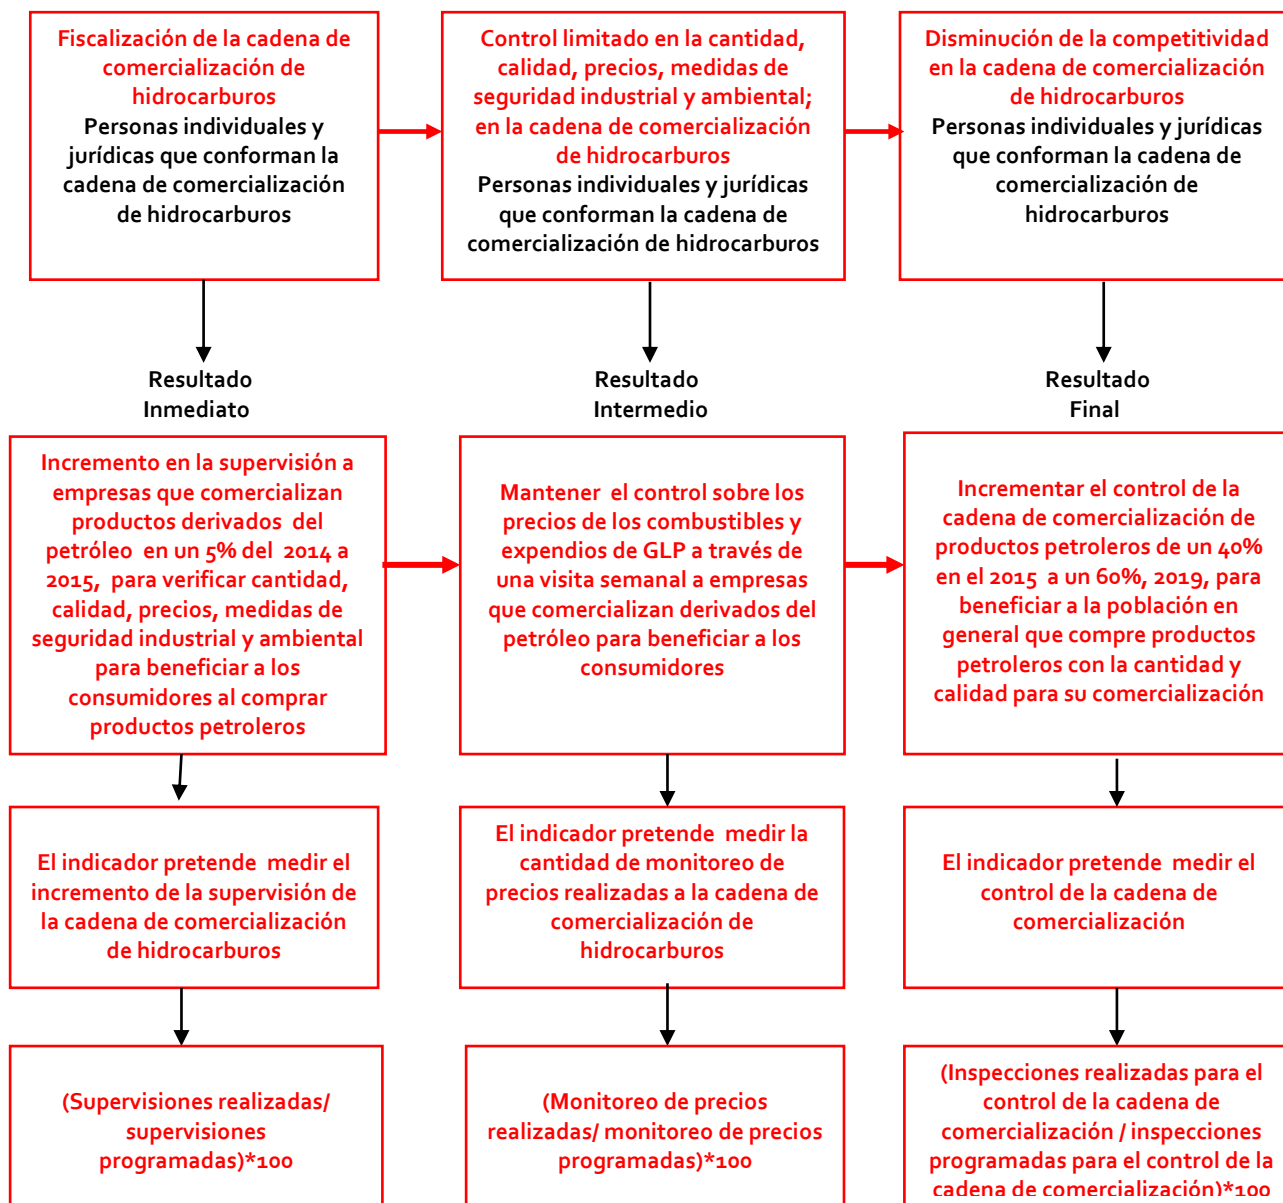 Fiscalización de la cadena de
comercialización de
hidrocarburos
Personas individuales y
jurídicas que conforman la
cadena de comercialización
de hidrocarburos
Control limitado en la cantidad,
calidad, precios, medidas de
seguridad industrial y ambiental;
en la cadena de comercialización
de hidrocarburos
Personas individuales y jurídicas
que conforman la cadena de
comercialización de hidrocarburos
Disminución de la competitividad
en la cadena de comercialización
de hidrocarburos
Personas individuales y jurídicas
que conforman la cadena de
comercialización de
hidrocarburos
Resultado
Inmediato
Resultado
Intermedio
Resultado
Final
Incremento en la supervisión a
empresas que comercializan
productos derivados del
petróleo en un 5% del 2014 a
2015, para verificar cantidad,
calidad, precios, medidas de
seguridad industrial y ambiental
para beneficiar a los
consumidores al comprar
productos petroleros
Mantener el control sobre los
precios de los combustibles y
expendios de GLP a través de
una visita semanal a empresas
que comercializan derivados del
petróleo para beneficiar a los
consumidores
Incrementar el control de la
cadena de comercialización de
productos petroleros de un 40%
en el 2015 a un 60%, 2019, para
beneficiar a la población en
general que compre productos
petroleros con la cantidad y
calidad para su comercialización
El indicador pretende medir el
incremento de la supervisión de
la cadena de comercialización
de hidrocarburos
El indicador pretende medir la
cantidad de monitoreo de
precios realizadas a la cadena de
comercialización de
hidrocarburos
El indicador pretende medir el
control de la cadena de
comercialización
(Supervisiones realizadas/
supervisiones
programadas)*100
(Monitoreo de precios
realizadas/ monitoreo de precios
programadas)*100
(Inspecciones realizadas para el
control de la cadena de
comercialización / inspecciones
programadas para el control de la
cadena de comercialización)*100